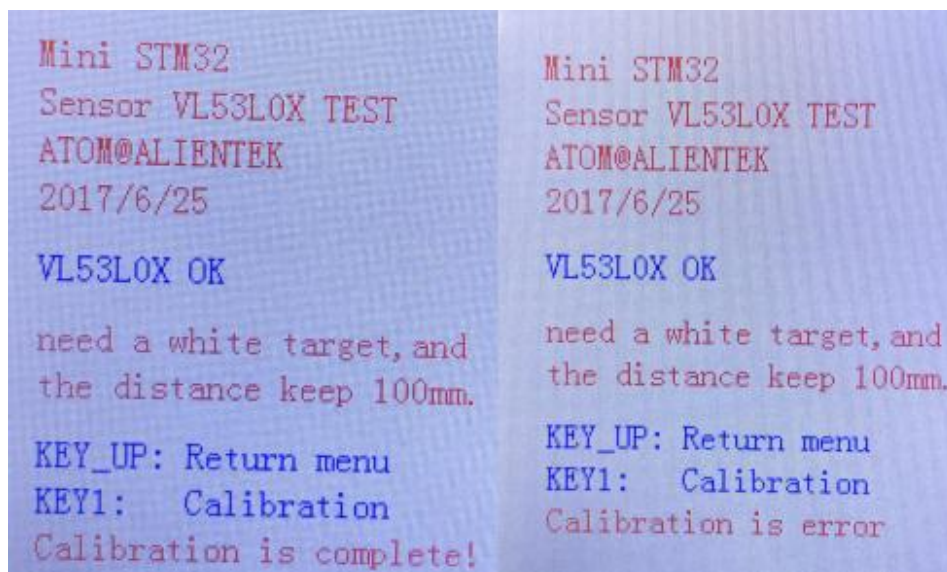 Mini STM32
Sensor VL53L0X TEST
ATOM@ALIENTEK
2017/6/25
VL53L0X OK
need a white target,and
the distance keep 100mm.
KEY_UP: Return menu
KEY1: Calibration
Calibration is complete!
Mini STM32
Sensor VL53L0X TEST
ATOM@ALIENTEK
2017/6/25
VL53L0X OK
need a white target,and
the distance keep 100mm.
KEY_UP: Return menu
KEY1: Calibration
Calibration is error